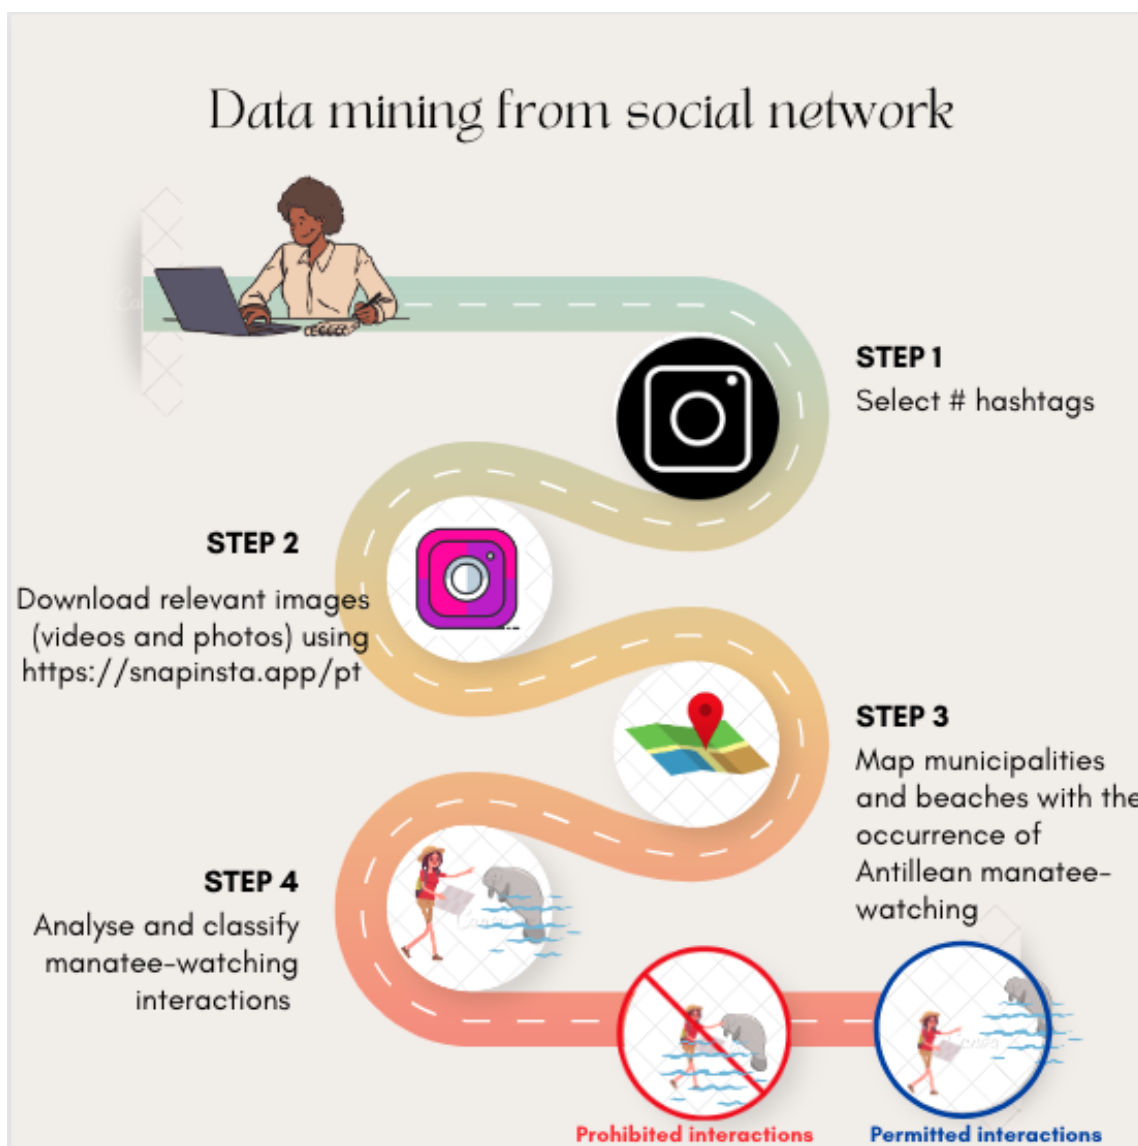 Data mining from social network
STEP 1
Select # hashtags
STEP 2
Download relevant images
(videos and photos) using
https://snapinsta.app/pt
STEP 3
Map municipalities
and beaches with the
occurrence of
Antillean manatee-
watching
STEP 4
Analyse and classify
manatee-watching
interactions
Prohibited interactions
Permitted interactions